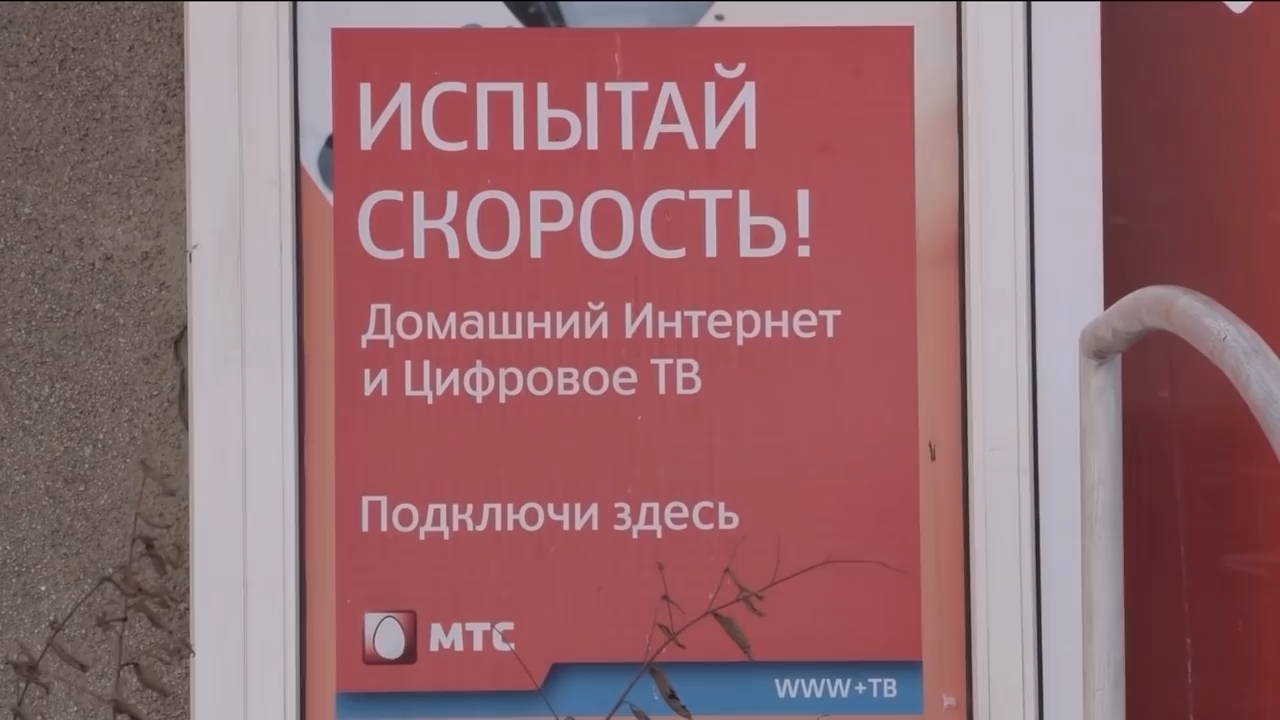 ИСПЫТАЙ
СКОРОСТЬ!
Домашний Интернет
и Цифровое ТВ
Подключи здесь
МТС
WWW+ТВ